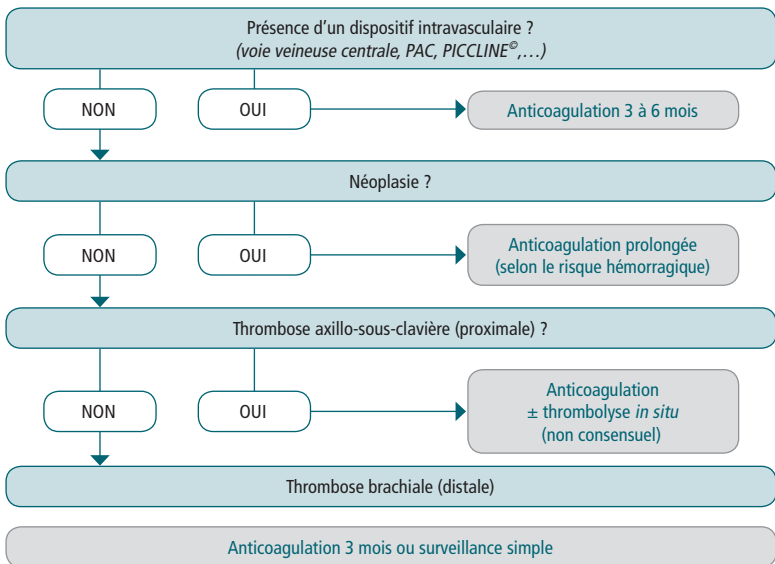 Présence d'un dispositif intravasculaire ?
(voie veineuse centrale, PAC, PICCLINE©,…)
NON
OUI
Anticoagulation 3 à 6 mois
Néoplasie ?
NON
OUI
Anticoagulation prolongée
(selon le risque hémorragique)
Thrombose axillo-sous-clavière (proximale) ?
NON
OUI
Anticoagulation
± thrombolyse in situ
(non consensuel)
Thrombose brachiale (distale)
Anticoagulation 3 mois ou surveillance simple